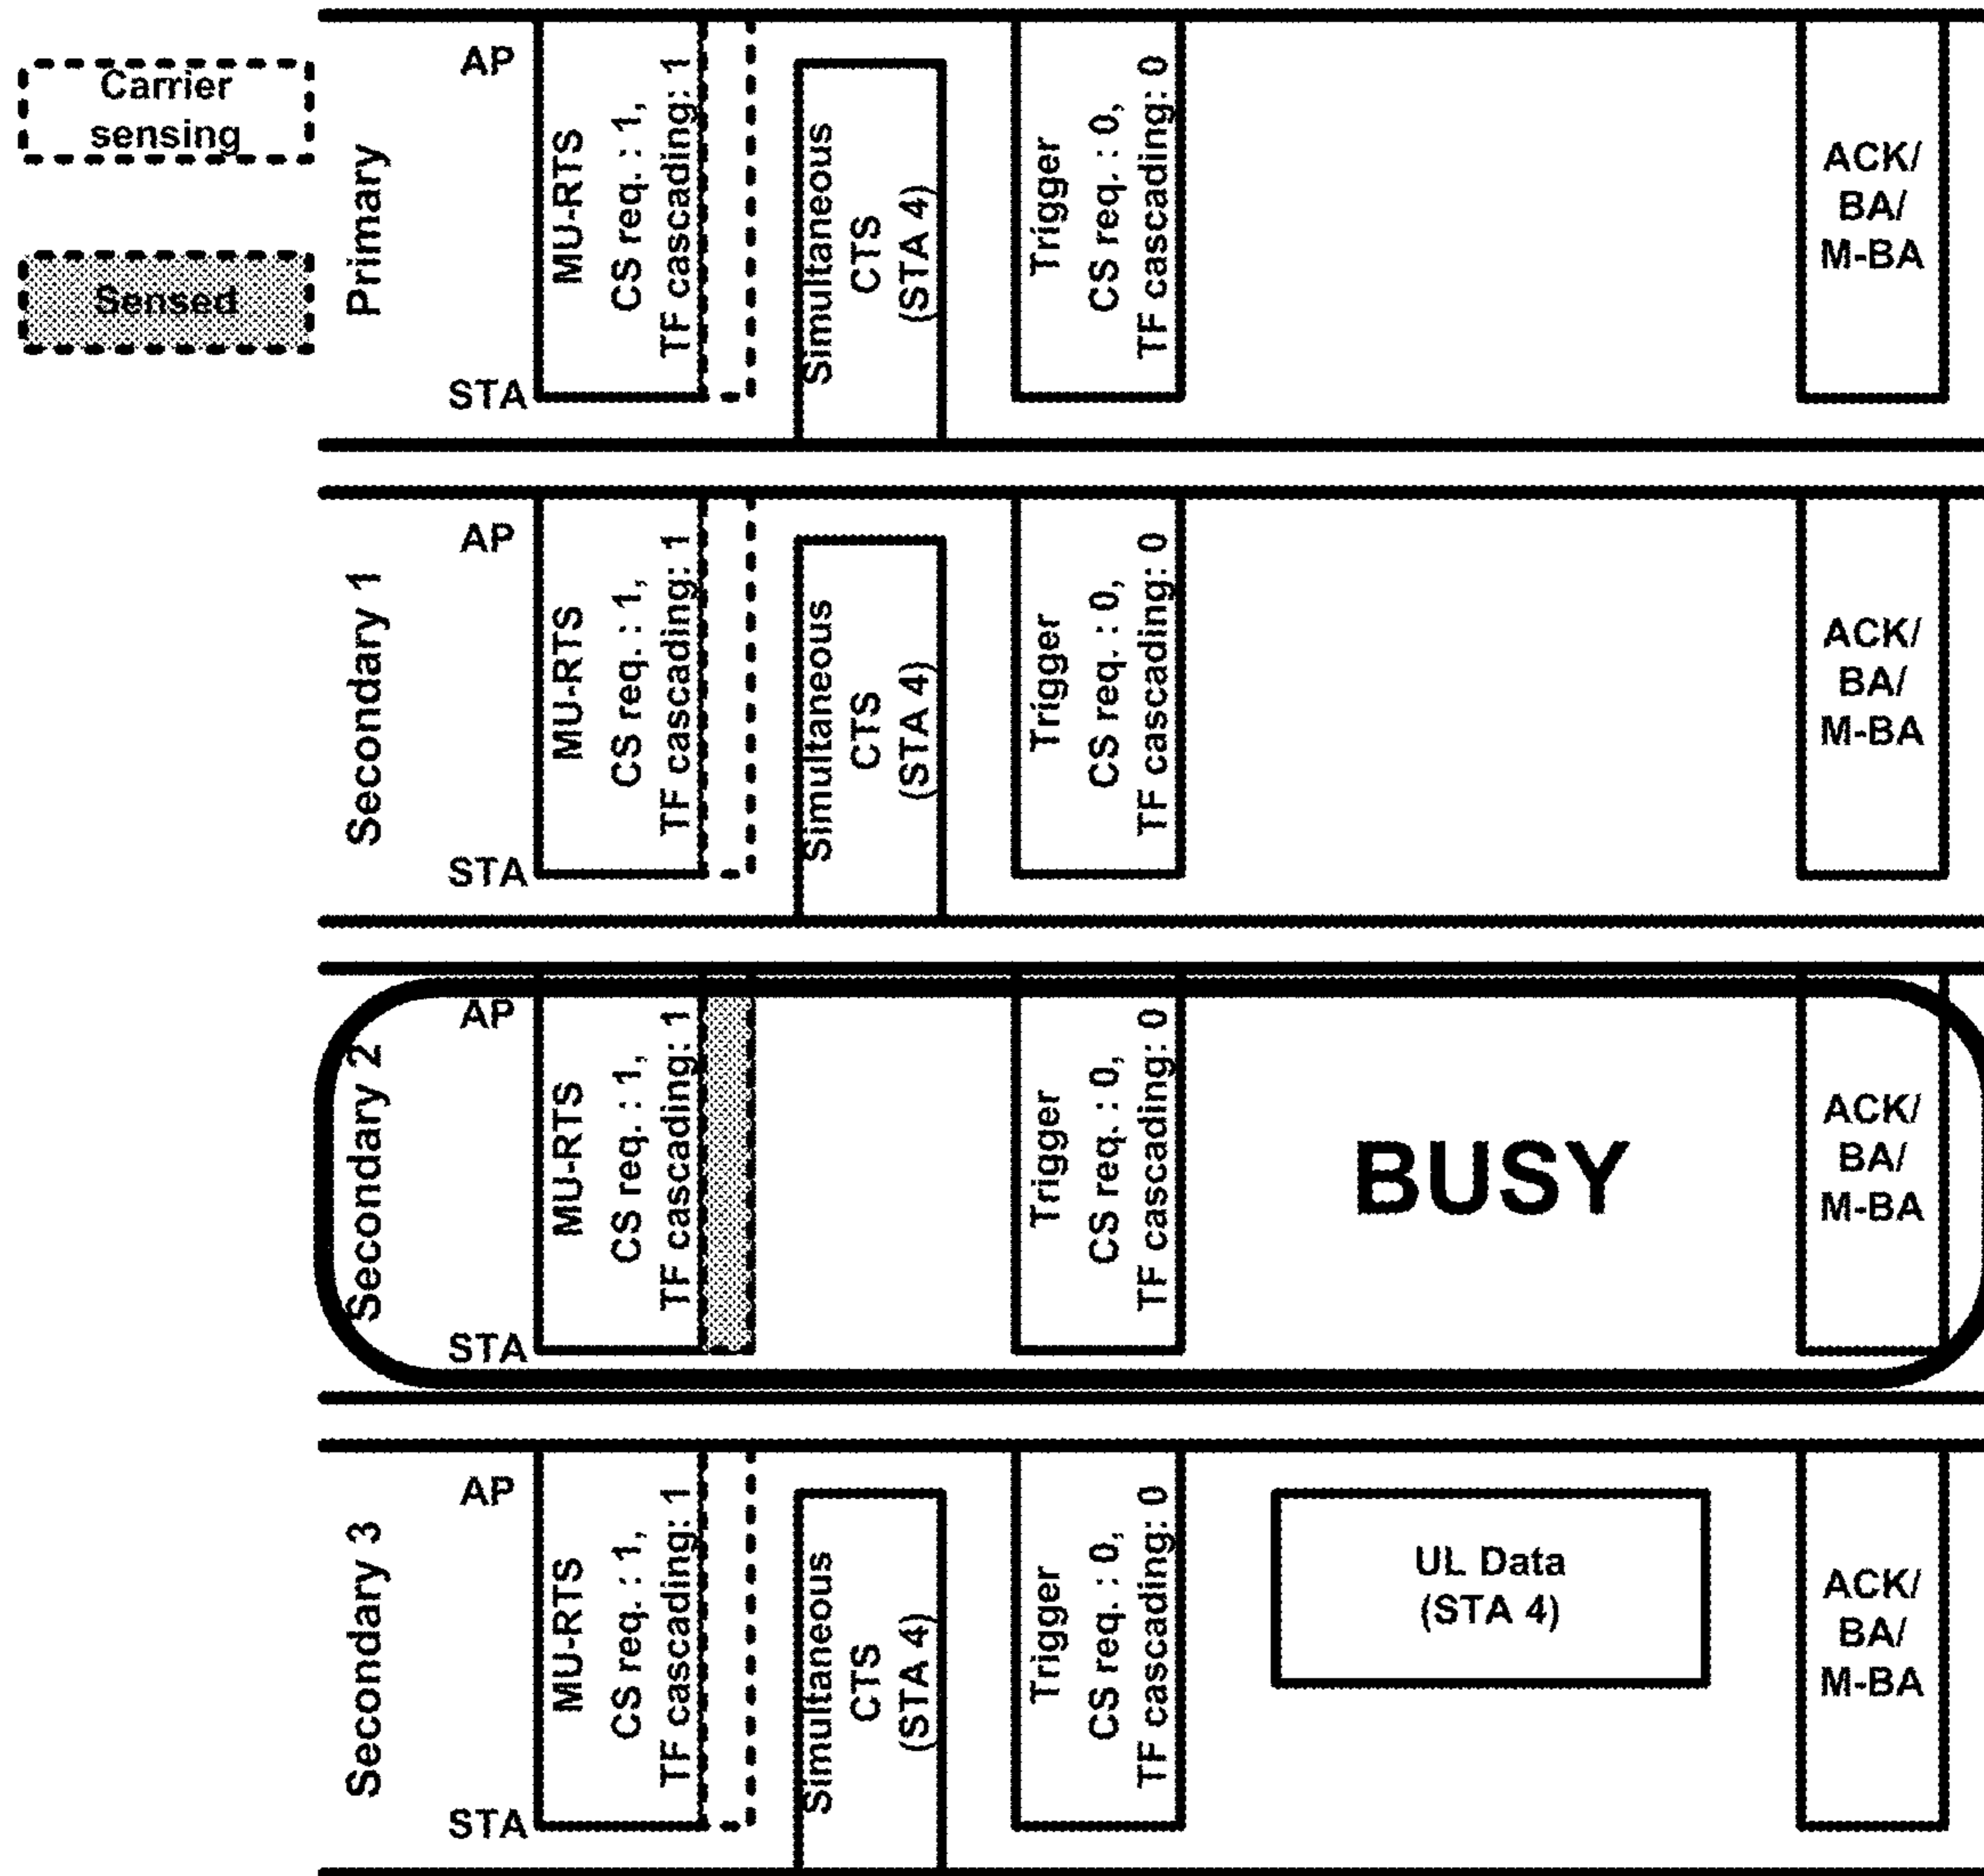 Carrier
sensing
Sensed
Primary
AP
STA
MU-RTS
CS req. : 1,
TF cascading: 1
Simultaneous
CTS
(STA 4)
Trigger
CS req. : 0,
TF cascading: 0
ACK/
BA/
M-BA
Secondary 1
AP
STA
MU-RTS
CS req. : 1,
TF cascading: 1
Simultaneous
CTS
(STA 4)
Trigger
CS req. : 0,
TF cascading: 0
ACK/
BA/
M-BA
Secondary 2
AP
STA
MU-RTS
CS req. : 1,
TF cascading: 1
Trigger
CS req. : 0,
TF cascading: 0
BUSY
ACK/
BA/
M-BA
Secondary 3
AP
STA
MU-RTS
CS req. : 1,
TF cascading: 1
Simultaneous
CTS
(STA 4)
Trigger
CS req. : 0,
TF cascading: 0
UL Data
(STA 4)
ACK/
BA/
M-BA